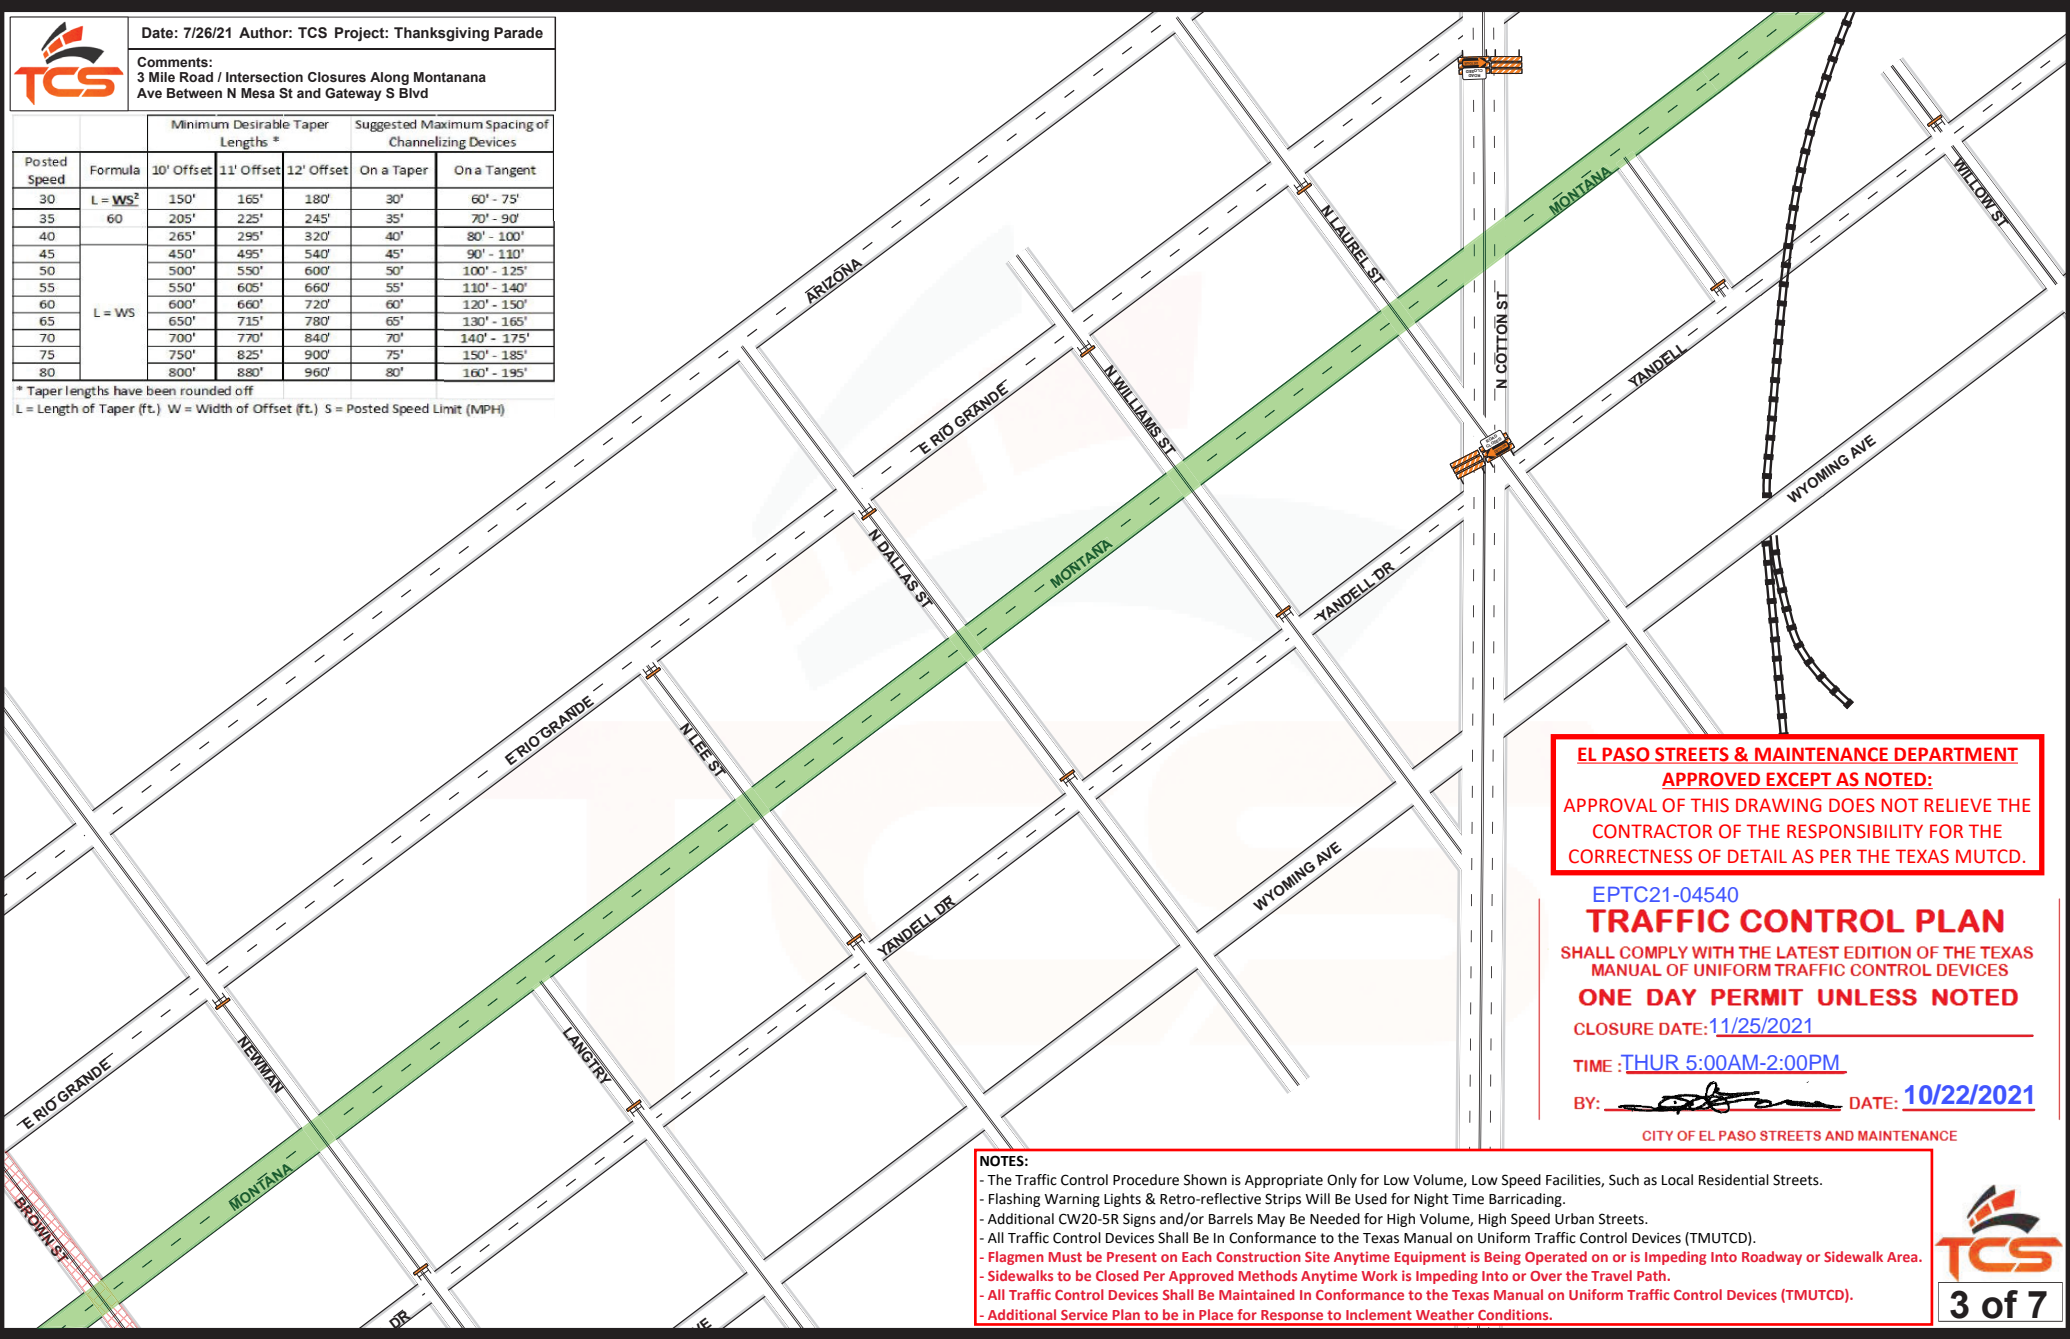 TCS
Date: 7/26/21 Author: TCS Project: Thanksgiving Parade
Comments:
3 Mile Road / Intersection Closures Along Montanana
Ave Between N Mesa St and Gateway S Blvd
Minimum Desirable Taper Lengths * Suggested Maximum Spacing of Channelizing Devices
Posted Speed Formula 10' Offset 11' Offset 12' Offset On a Taper On a Tangent
30 L = WS² 150' 165' 180' 30' 60' - 75'
35 60 205' 225' 245' 35' 70' - 90'
40 265' 295' 320' 40' 80' - 100'
45 450' 495' 540' 45' 90' - 110'
50 500' 550' 600' 50' 100' - 125'
55 550' 605' 660' 55' 110' - 140'
60 L = WS 600' 660' 720' 60' 120' - 150'
65 650' 715' 780' 65' 130' - 165'
70 700' 770' 840' 70' 140' - 175'
75 750' 825' 900' 75' 150' - 185'
80 800' 880' 960' 80' 160' - 195'
* Taper lengths have been rounded off
L = Length of Taper (ft.) W = Width of Offset (ft.) S = Posted Speed Limit (MPH)
ROAD CLOSED
MONTANA
WILLOW ST
N LAUREL ST
ARIZONA
N COTTON ST
YANDELL
E RIO GRANDE
N WILLIAMS ST
ROAD CLOSED
WYOMING AVE
N DALLAS ST
MONTANA
YANDELL DR
E RIO GRANDE
N LEE ST
WYOMING AVE
YANDELL DR
NEWMAN
LANGTRY
E RIO GRANDE
MONTANA
BROWN ST
DR
VE
TCS
EL PASO STREETS & MAINTENANCE DEPARTMENT
APPROVED EXCEPT AS NOTED:
APPROVAL OF THIS DRAWING DOES NOT RELIEVE THE
CONTRACTOR OF THE RESPONSIBILITY FOR THE
CORRECTNESS OF DETAIL AS PER THE TEXAS MUTCD.
EPTC21-04540
TRAFFIC CONTROL PLAN
SHALL COMPLY WITH THE LATEST EDITION OF THE TEXAS
MANUAL OF UNIFORM TRAFFIC CONTROL DEVICES
ONE DAY PERMIT UNLESS NOTED
CLOSURE DATE: 11/25/2021
TIME : THUR 5:00AM-2:00PM
BY: DATE: 10/22/2021
CITY OF EL PASO STREETS AND MAINTENANCE
NOTES:
- The Traffic Control Procedure Shown is Appropriate Only for Low Volume, Low Speed Facilities, Such as Local Residential Streets.
- Flashing Warning Lights & Retro-reflective Strips Will Be Used for Night Time Barricading.
- Additional CW20-5R Signs and/or Barrels May Be Needed for High Volume, High Speed Urban Streets.
- All Traffic Control Devices Shall Be In Conformance to the Texas Manual on Uniform Traffic Control Devices (TMUTCD).
- Flagmen Must be Present on Each Construction Site Anytime Equipment is Being Operated on or is Impeding Into Roadway or Sidewalk Area.
- Sidewalks to be Closed Per Approved Methods Anytime Work is Impeding Into or Over the Travel Path.
- All Traffic Control Devices Shall Be Maintained In Conformance to the Texas Manual on Uniform Traffic Control Devices (TMUTCD).
- Additional Service Plan to be in Place for Response to Inclement Weather Conditions.
TCS
3 of 7